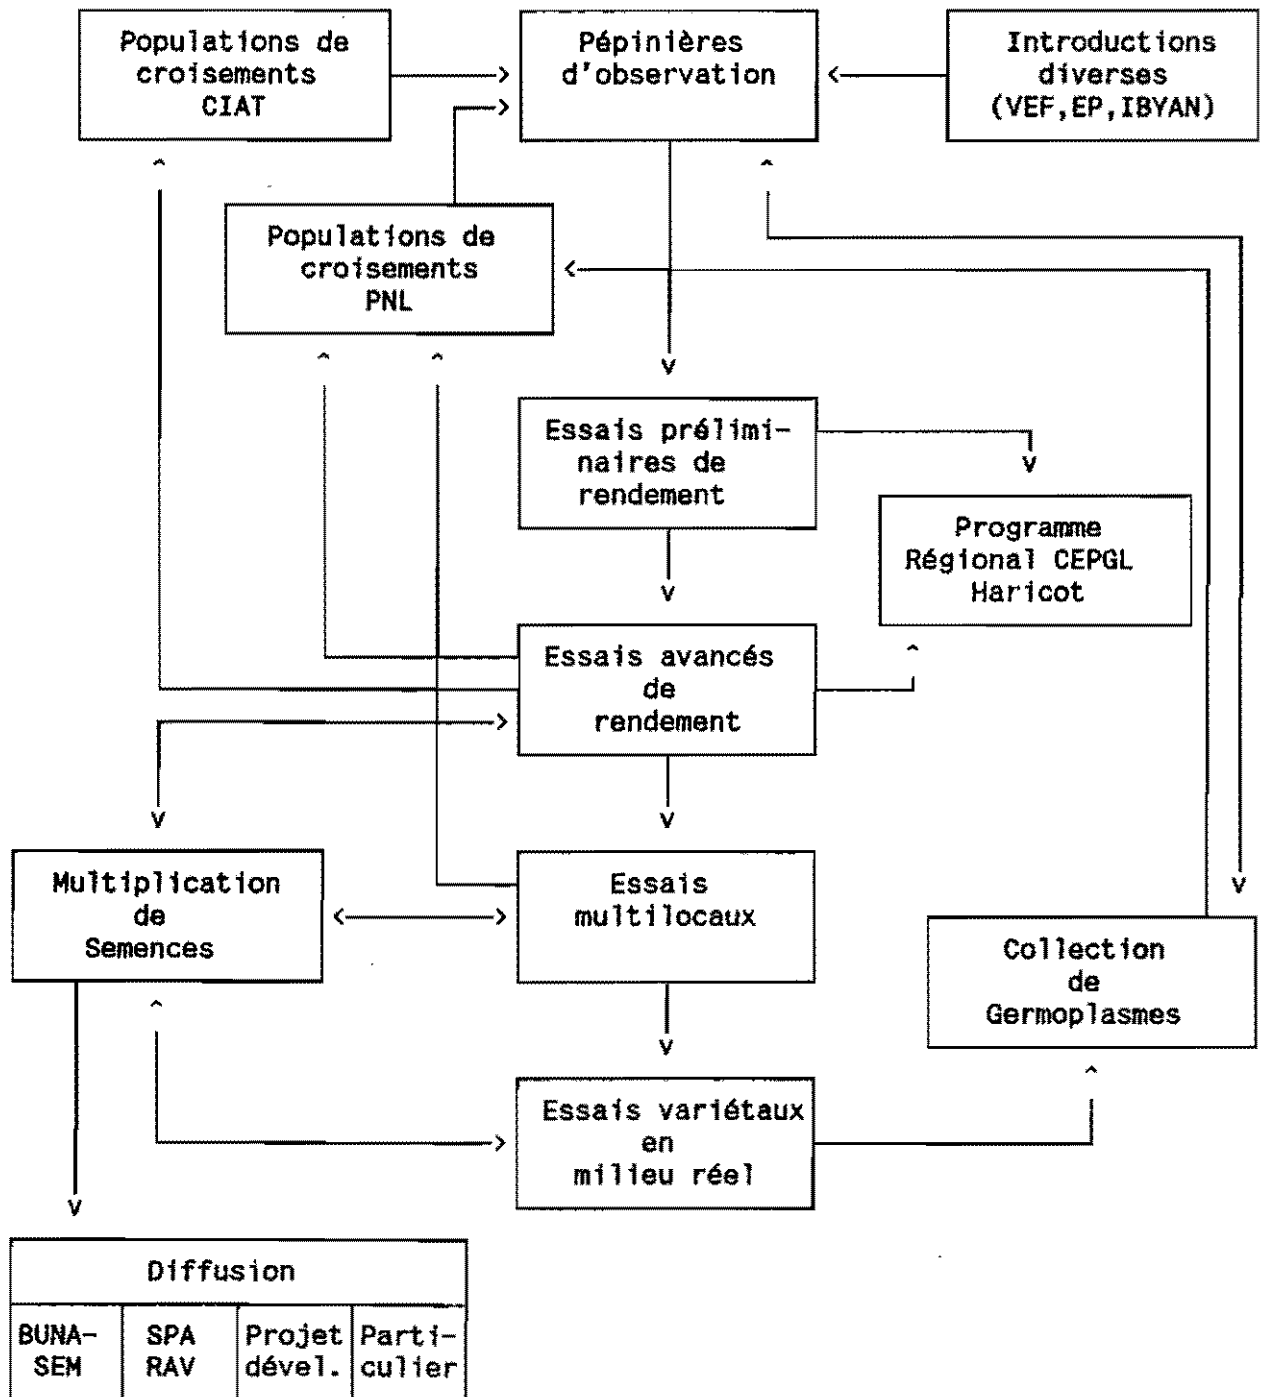 Populations de
croisements
CIAT
Pépinières
d'observation
Introductions
diverses
(VEF,EP,IBYAN)
Populations de
croisements
PNL
Essais prélimi-
naires de
rendement
Programme
Régional CEPGL
Haricot
Essais avancés
de
rendement
Multiplication
de
Semences
Essais
multilocaux
Collection
de
Germoplasmes
Essais variétaux
en
milieu réel
Diffusion
BUNA-
SEM
SPA
RAV
Projet
dével.
Parti-
culier